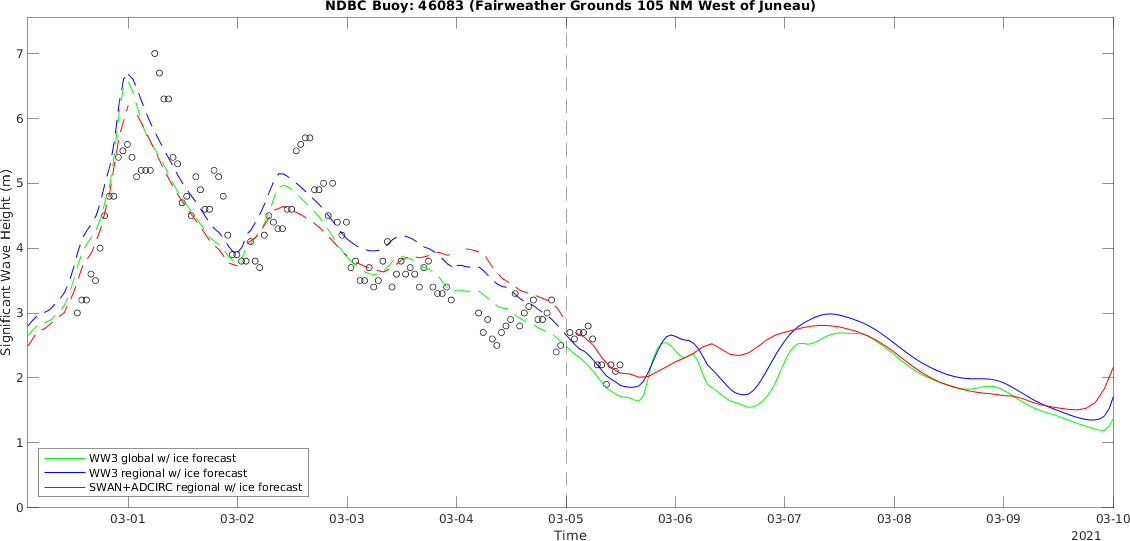 NDBC Buoy: 46083 (Fairweather Grounds 105 NM West of Juneau)
Significant Wave Height (m)
7
6
5
4
3
2
1
0
WW3 global w/ ice forecast
WW3 regional w/ ice forecast
SWAN+ADCIRC regional w/ ice forecast
03-01 03-02 03-03 03-04 03-05 03-06 03-07 03-08 03-09 03-10
Time
2021